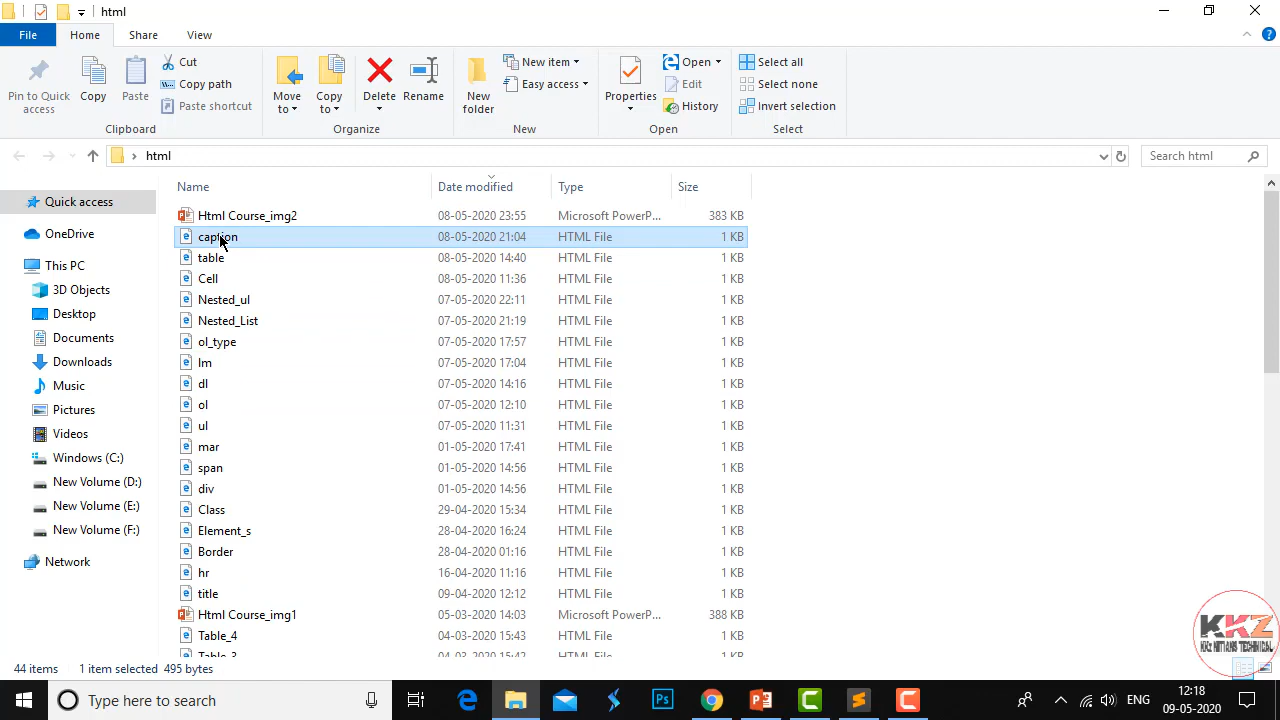 html
File Home Share View
Pin to Quick access
Copy
Paste
Cut
Copy path
Paste shortcut
Clipboard
Move to
Copy to
Delete
Rename
Organize
New folder
New item
Easy access
New
Properties
Open
Edit
History
Open
Select all
Select none
Invert selection
Select
html
Search html
Name Date modified Type Size
Quick access
OneDrive
This PC
3D Objects
Desktop
Documents
Downloads
Music
Pictures
Videos
Windows (C:)
New Volume (D:)
New Volume (E:)
New Volume (F:)
Network
Html Course_img2 08-05-2020 23:55 Microsoft PowerP... 383 KB
caption 08-05-2020 21:04 HTML File 1 KB
table 08-05-2020 14:40 HTML File 1 KB
Cell 08-05-2020 11:36 HTML File 1 KB
Nested_ul 07-05-2020 22:11 HTML File 1 KB
Nested_List 07-05-2020 21:19 HTML File 1 KB
ol_type 07-05-2020 17:57 HTML File 1 KB
lm 07-05-2020 17:04 HTML File 1 KB
dl 07-05-2020 14:16 HTML File 1 KB
ol 07-05-2020 12:10 HTML File 1 KB
ul 07-05-2020 11:31 HTML File 1 KB
mar 01-05-2020 17:41 HTML File 1 KB
span 01-05-2020 14:56 HTML File 1 KB
div 01-05-2020 14:56 HTML File 1 KB
Class 29-04-2020 15:34 HTML File 1 KB
Element_s 28-04-2020 16:24 HTML File 1 KB
Border 28-04-2020 01:16 HTML File 1 KB
hr 16-04-2020 11:16 HTML File 1 KB
title 09-04-2020 12:12 HTML File 1 KB
Html Course_img1 05-03-2020 14:03 Microsoft PowerP... 388 KB
Table_4 04-03-2020 15:43 HTML File 1 KB
Table_3 04-03-2020 15:42 HTML File 1 KB
KKZ
44 items 1 item selected 495 bytes
Type here to search
Ps
ENG
12:18
09-05-2020